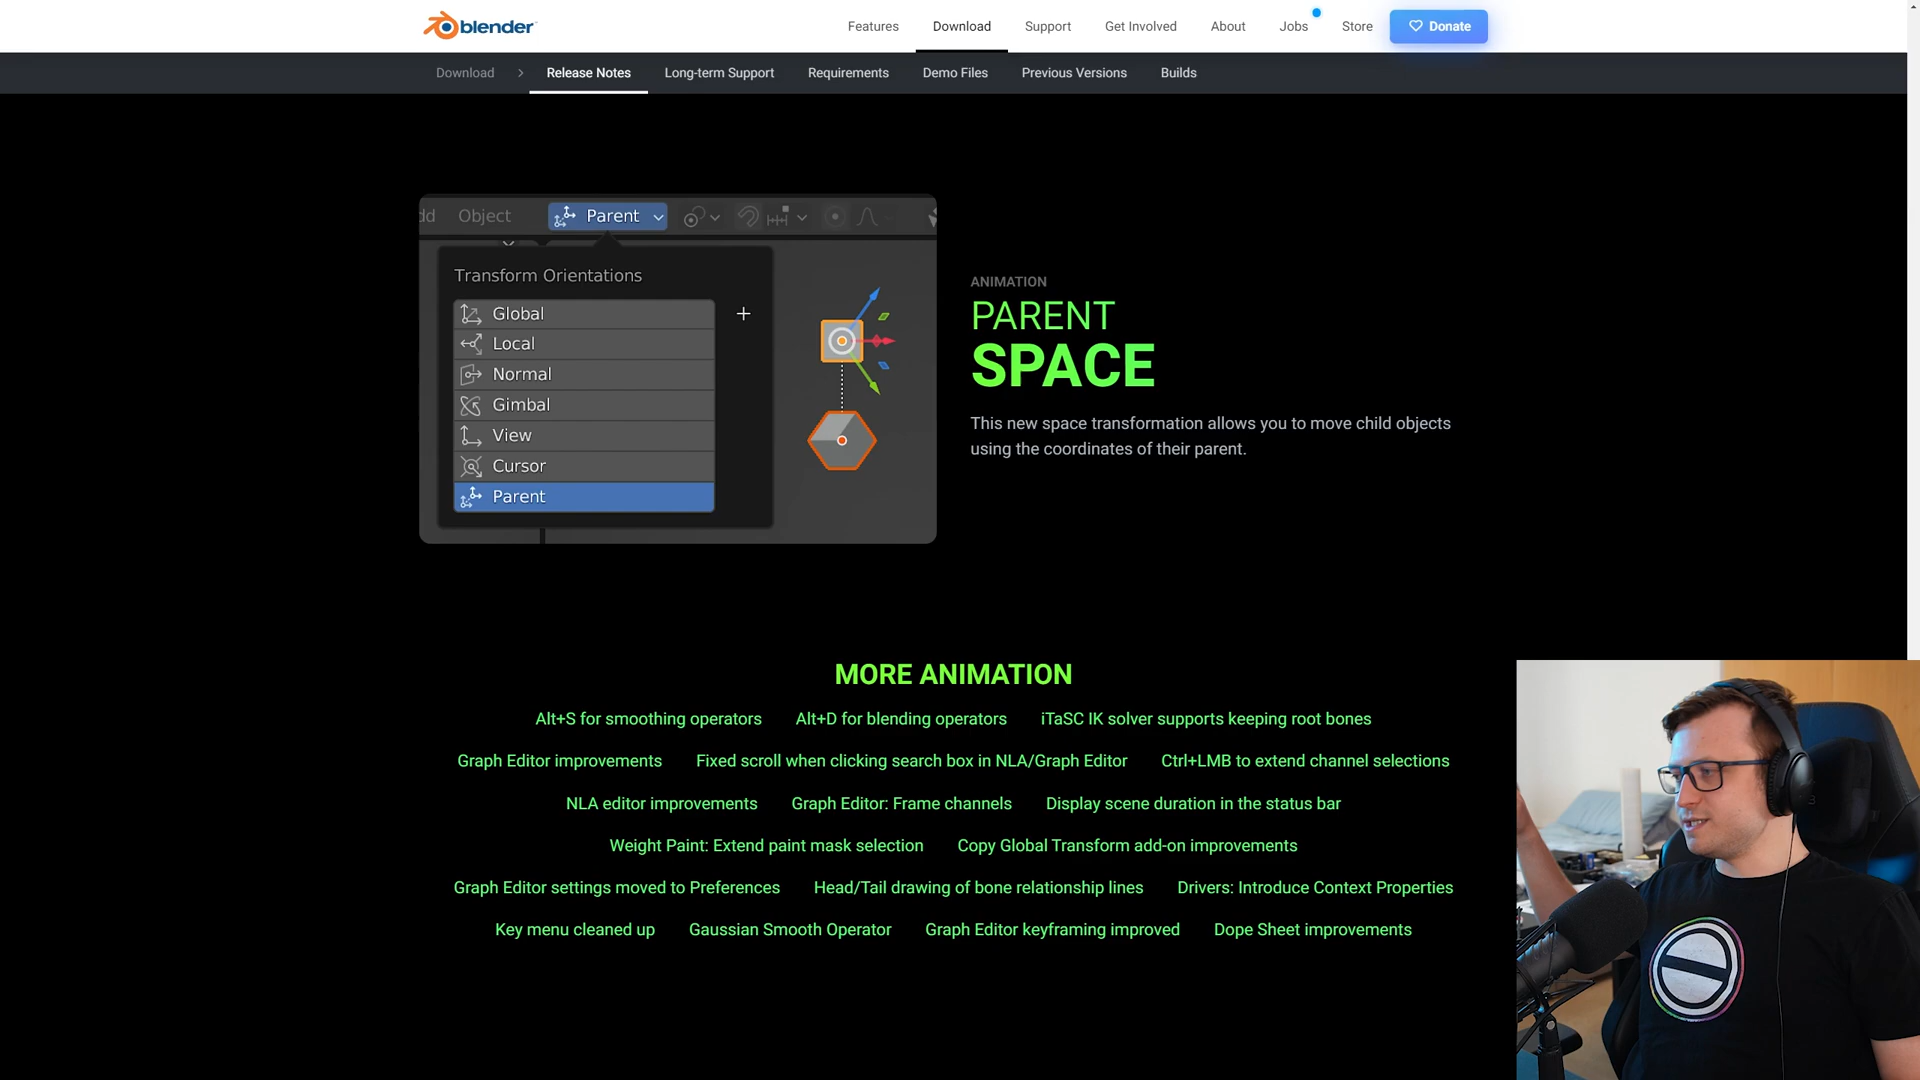 blender
Features
Download
Support
Get Involved
About
Jobs
Store
Donate
Download
Release Notes
Long-term Support
Requirements
Demo Files
Previous Versions
Builds
dd
Object
Parent
Transform Orientations
Global
Local
Normal
Gimbal
View
Cursor
Parent
ANIMATION
PARENT
SPACE
This new space transformation allows you to move child objects
using the coordinates of their parent.
MORE ANIMATION
Alt+S for smoothing operators
Alt+D for blending operators
iTaSC IK solver supports keeping root bones
Graph Editor improvements
Fixed scroll when clicking search box in NLA/Graph Editor
Ctrl+LMB to extend channel selections
NLA editor improvements
Graph Editor: Frame channels
Display scene duration in the status bar
Weight Paint: Extend paint mask selection
Copy Global Transform add-on improvements
Graph Editor settings moved to Preferences
Head/Tail drawing of bone relationship lines
Drivers: Introduce Context Properties
Key menu cleaned up
Gaussian Smooth Operator
Graph Editor keyframing improved
Dope Sheet improvements